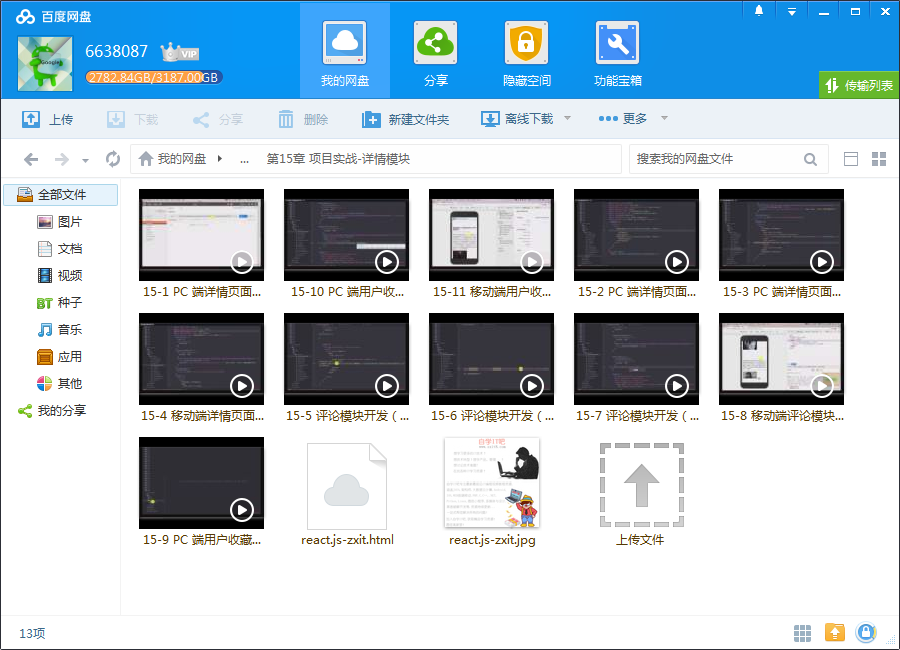 百度网盘
6638087
VIP
2782.84GB/3187.00GB
我的网盘
分享
隐藏空间
功能宝箱
传输列表
上传
下载
分享
删除
新建文件夹
离线下载
更多
我的网盘
...
第15章 项目实战-详情模块
搜索我的网盘文件
全部文件
图片
文档
视频
BT 种子
音乐
应用
其他
我的分享
15-1 PC 端详情页面...
15-10 PC 端用户收...
15-11 移动端用户收...
15-2 PC 端详情页面...
15-3 PC 端详情页面...
15-4 移动端详情页面...
15-5 评论模块开发（...
15-6 评论模块开发（...
15-7 评论模块开发（...
15-8 移动端评论模块...
自学IT吧
15-9 PC 端用户收藏...
react.js-zxit.html
react.js-zxit.jpg
上传文件
13项